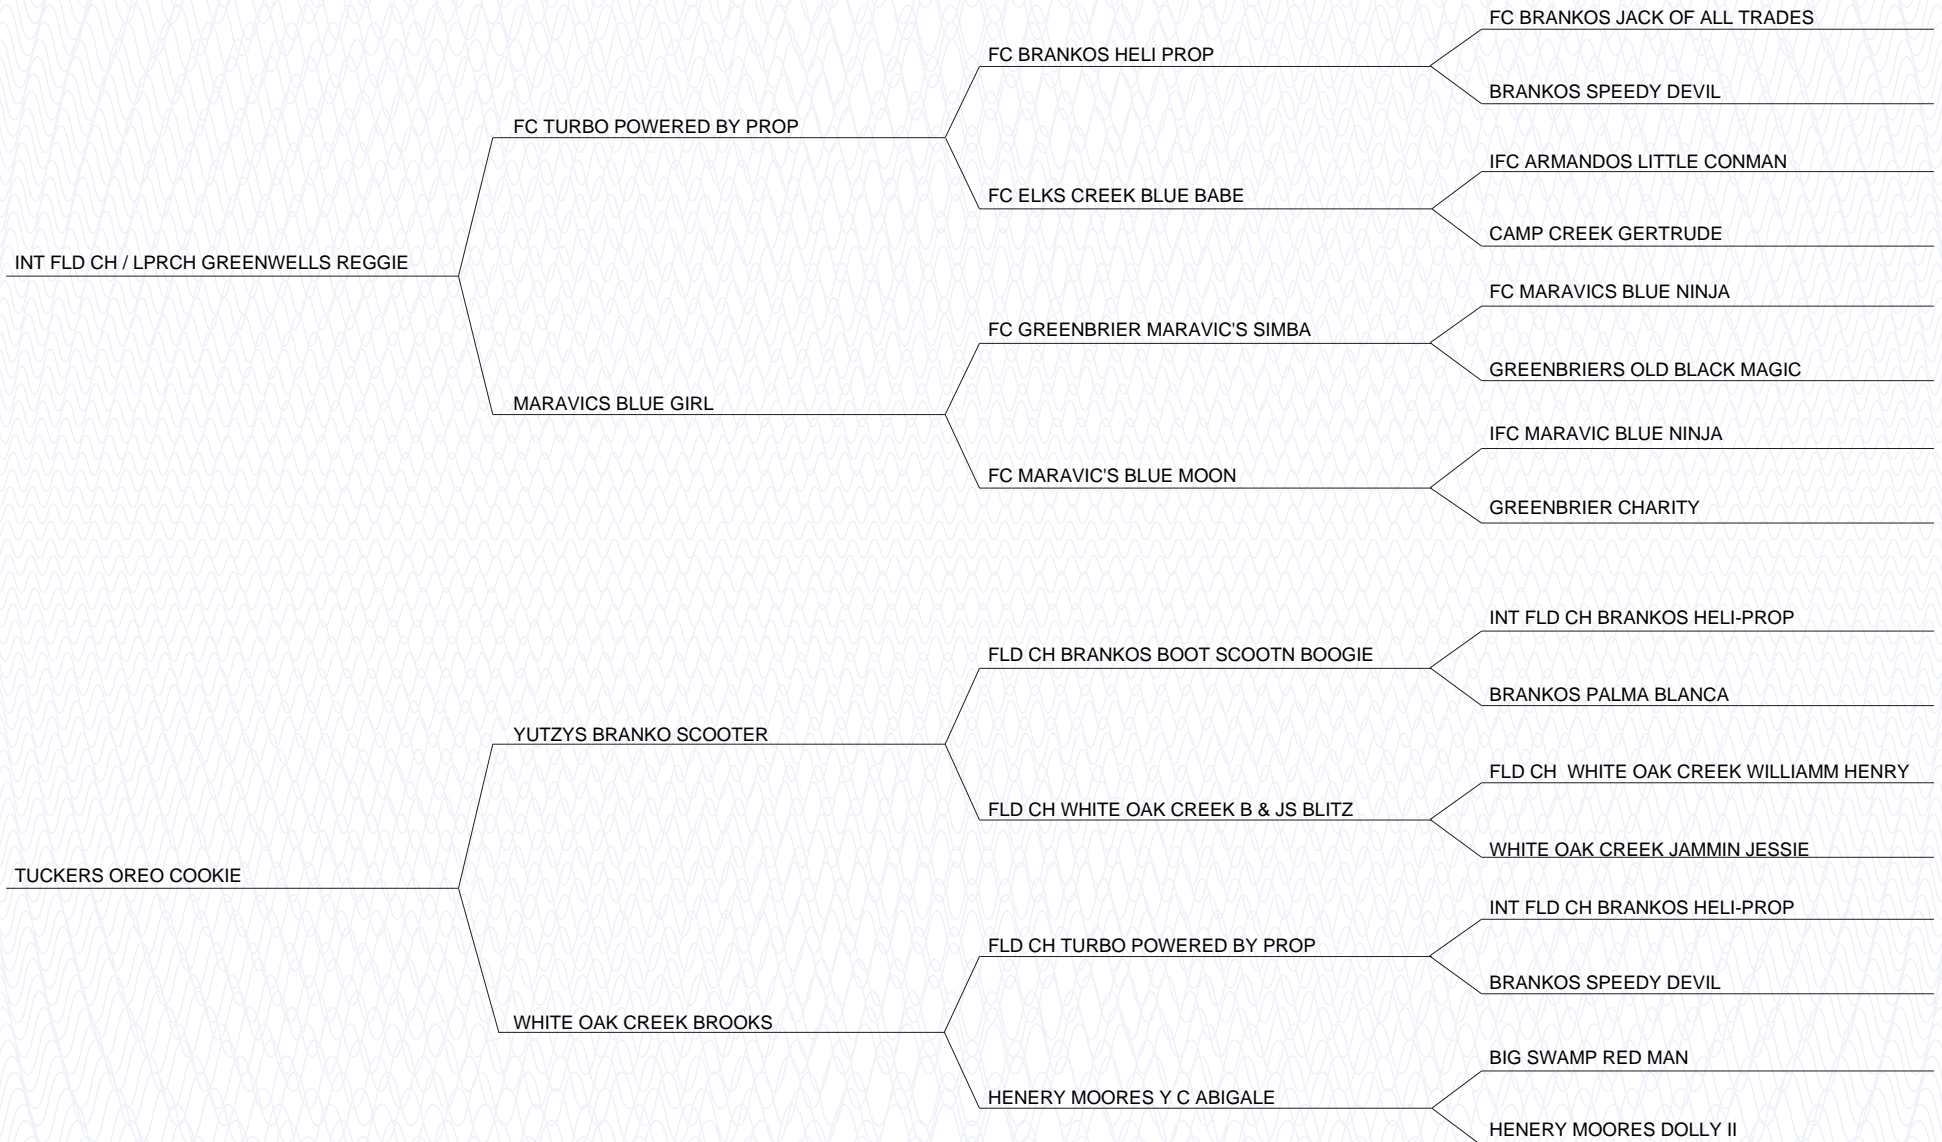 FC BRANKOS JACK OF ALL TRADES
FC BRANKOS HELI PROP
BRANKOS SPEEDY DEVIL
FC TURBO POWERED BY PROP
IFC ARMANDOS LITTLE CONMAN
FC ELKS CREEK BLUE BABE
CAMP CREEK GERTRUDE
INT FLD CH / LPRCH GREENWELLS REGGIE
FC MARAVICS BLUE NINJA
FC GREENBRIER MARAVIC'S SIMBA
GREENBRIERS OLD BLACK MAGIC
MARAVICS BLUE GIRL
IFC MARAVIC BLUE NINJA
FC MARAVIC'S BLUE MOON
GREENBRIER CHARITY
INT FLD CH BRANKOS HELI-PROP
FLD CH BRANKOS BOOT SCOOTN BOOGIE
BRANKOS PALMA BLANCA
YUTZYS BRANKO SCOOTER
FLD CH  WHITE OAK CREEK WILLIAMM HENRY
FLD CH WHITE OAK CREEK B & JS BLITZ
WHITE OAK CREEK JAMMIN JESSIE
TUCKERS OREO COOKIE
INT FLD CH BRANKOS HELI-PROP
FLD CH TURBO POWERED BY PROP
BRANKOS SPEEDY DEVIL
WHITE OAK CREEK BROOKS
BIG SWAMP RED MAN
HENERY MOORES Y C ABIGALE
HENERY MOORES DOLLY II